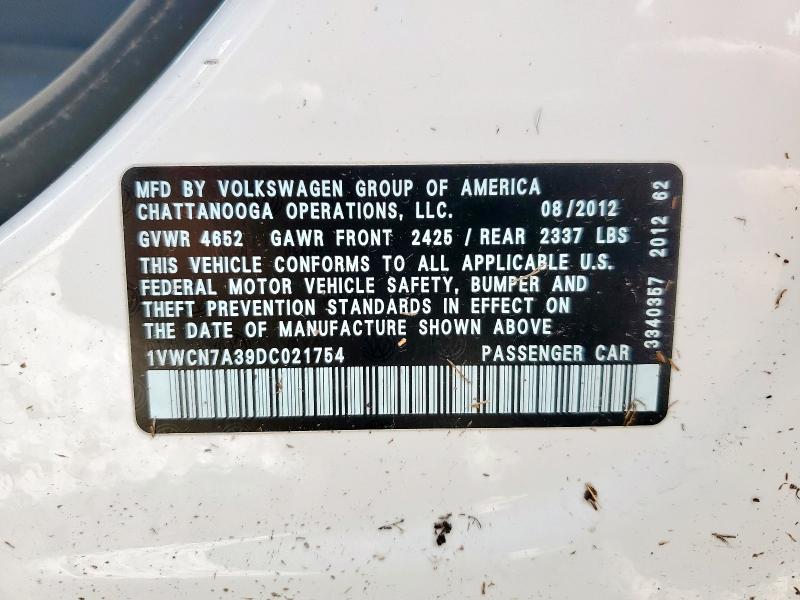 MFD BY VOLKSWAGEN GROUP OF AMERICA
CHATTANOOGA OPERATIONS, LLC. 08/2012
GVWR 4652 GAWR FRONT 2425 / REAR 2337 LBS
THIS VEHICLE CONFORMS TO ALL APPLICABLE U.S.
FEDERAL MOTOR VEHICLE SAFETY, BUMPER AND
THEFT PREVENTION STANDARDS IN EFFECT ON
THE DATE OF MANUFACTURE SHOWN ABOVE
1VWCN7A39DC021754 PASSENGER CAR
3340357 2012 62